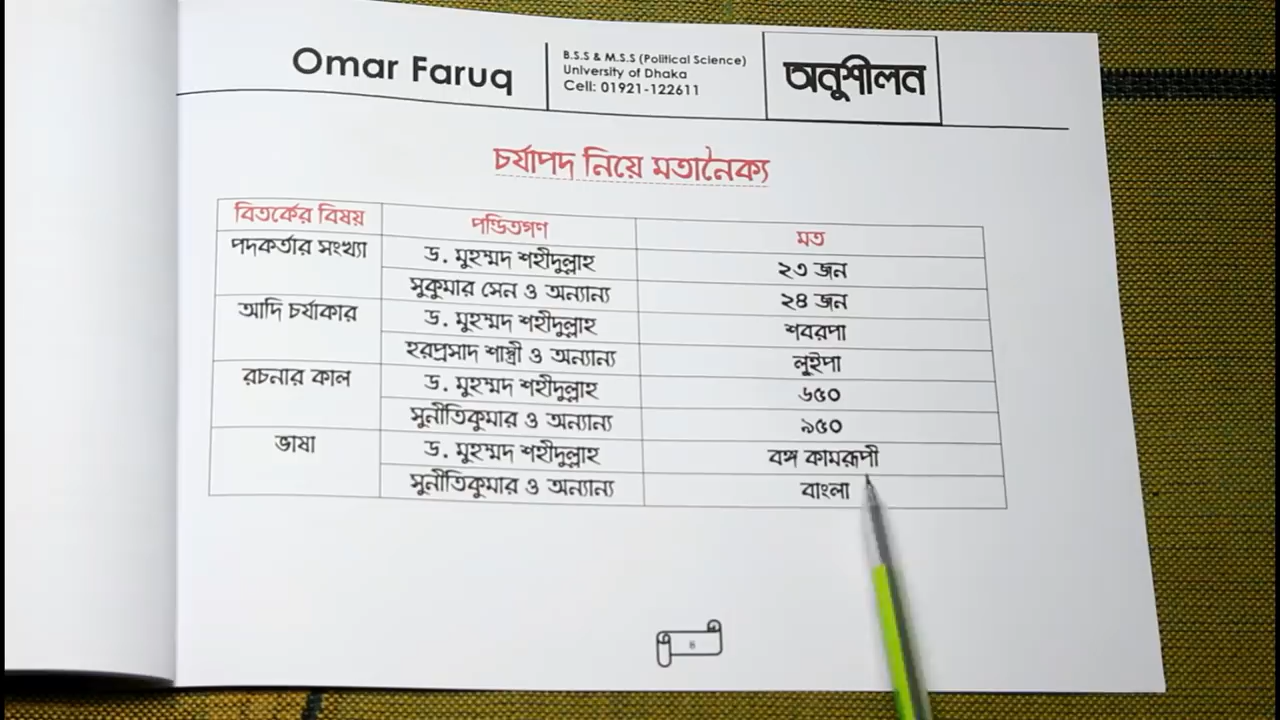 Omar Faruq
B.S.S & M.S.S (Political Science)
University of Dhaka
Cell: 01921-122611
অনুশীলন
চর্যাপদ নিয়ে মতানৈক্য
বিতর্কের বিষয় পন্ডিতগণ মত
পদকর্তার সংখ্যা ড. মুহম্মদ শহীদুল্লাহ ২৩ জন
সুকুমার সেন ও অন্যান্য ২৪ জন
আদি চর্যাকার ড. মুহম্মদ শহীদুল্লাহ শবরপা
হরপ্রসাদ শাস্ত্রী ও অন্যান্য লুইপা
রচনার কাল ড. মুহম্মদ শহীদুল্লাহ ৬৫০
সুনীতিকুমার ও অন্যান্য ৯৫০
ভাষা ড. মুহম্মদ শহীদুল্লাহ বঙ্গ কামরূপী
সুনীতিকুমার ও অন্যান্য বাংলা